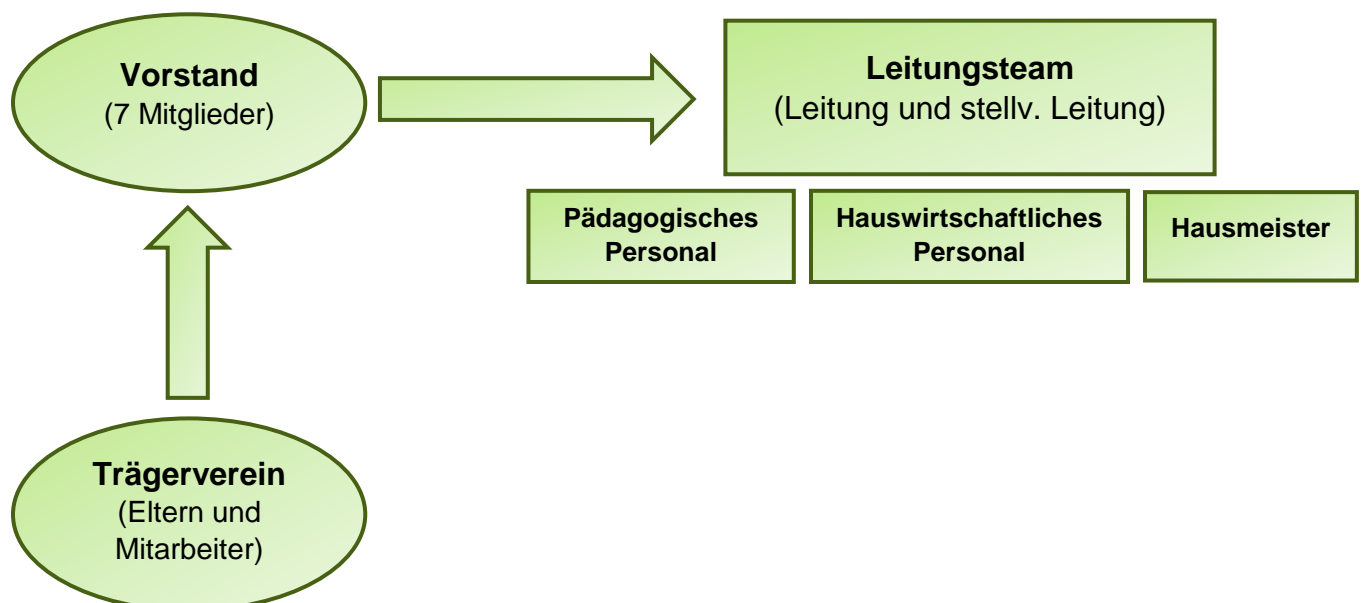 Vorstand
(7 Mitglieder)
Leitungsteam
(Leitung und stellv. Leitung)
Pädagogisches
Personal
Hauswirtschaftliches
Personal
Hausmeister
Trägerverein
(Eltern und
Mitarbeiter)